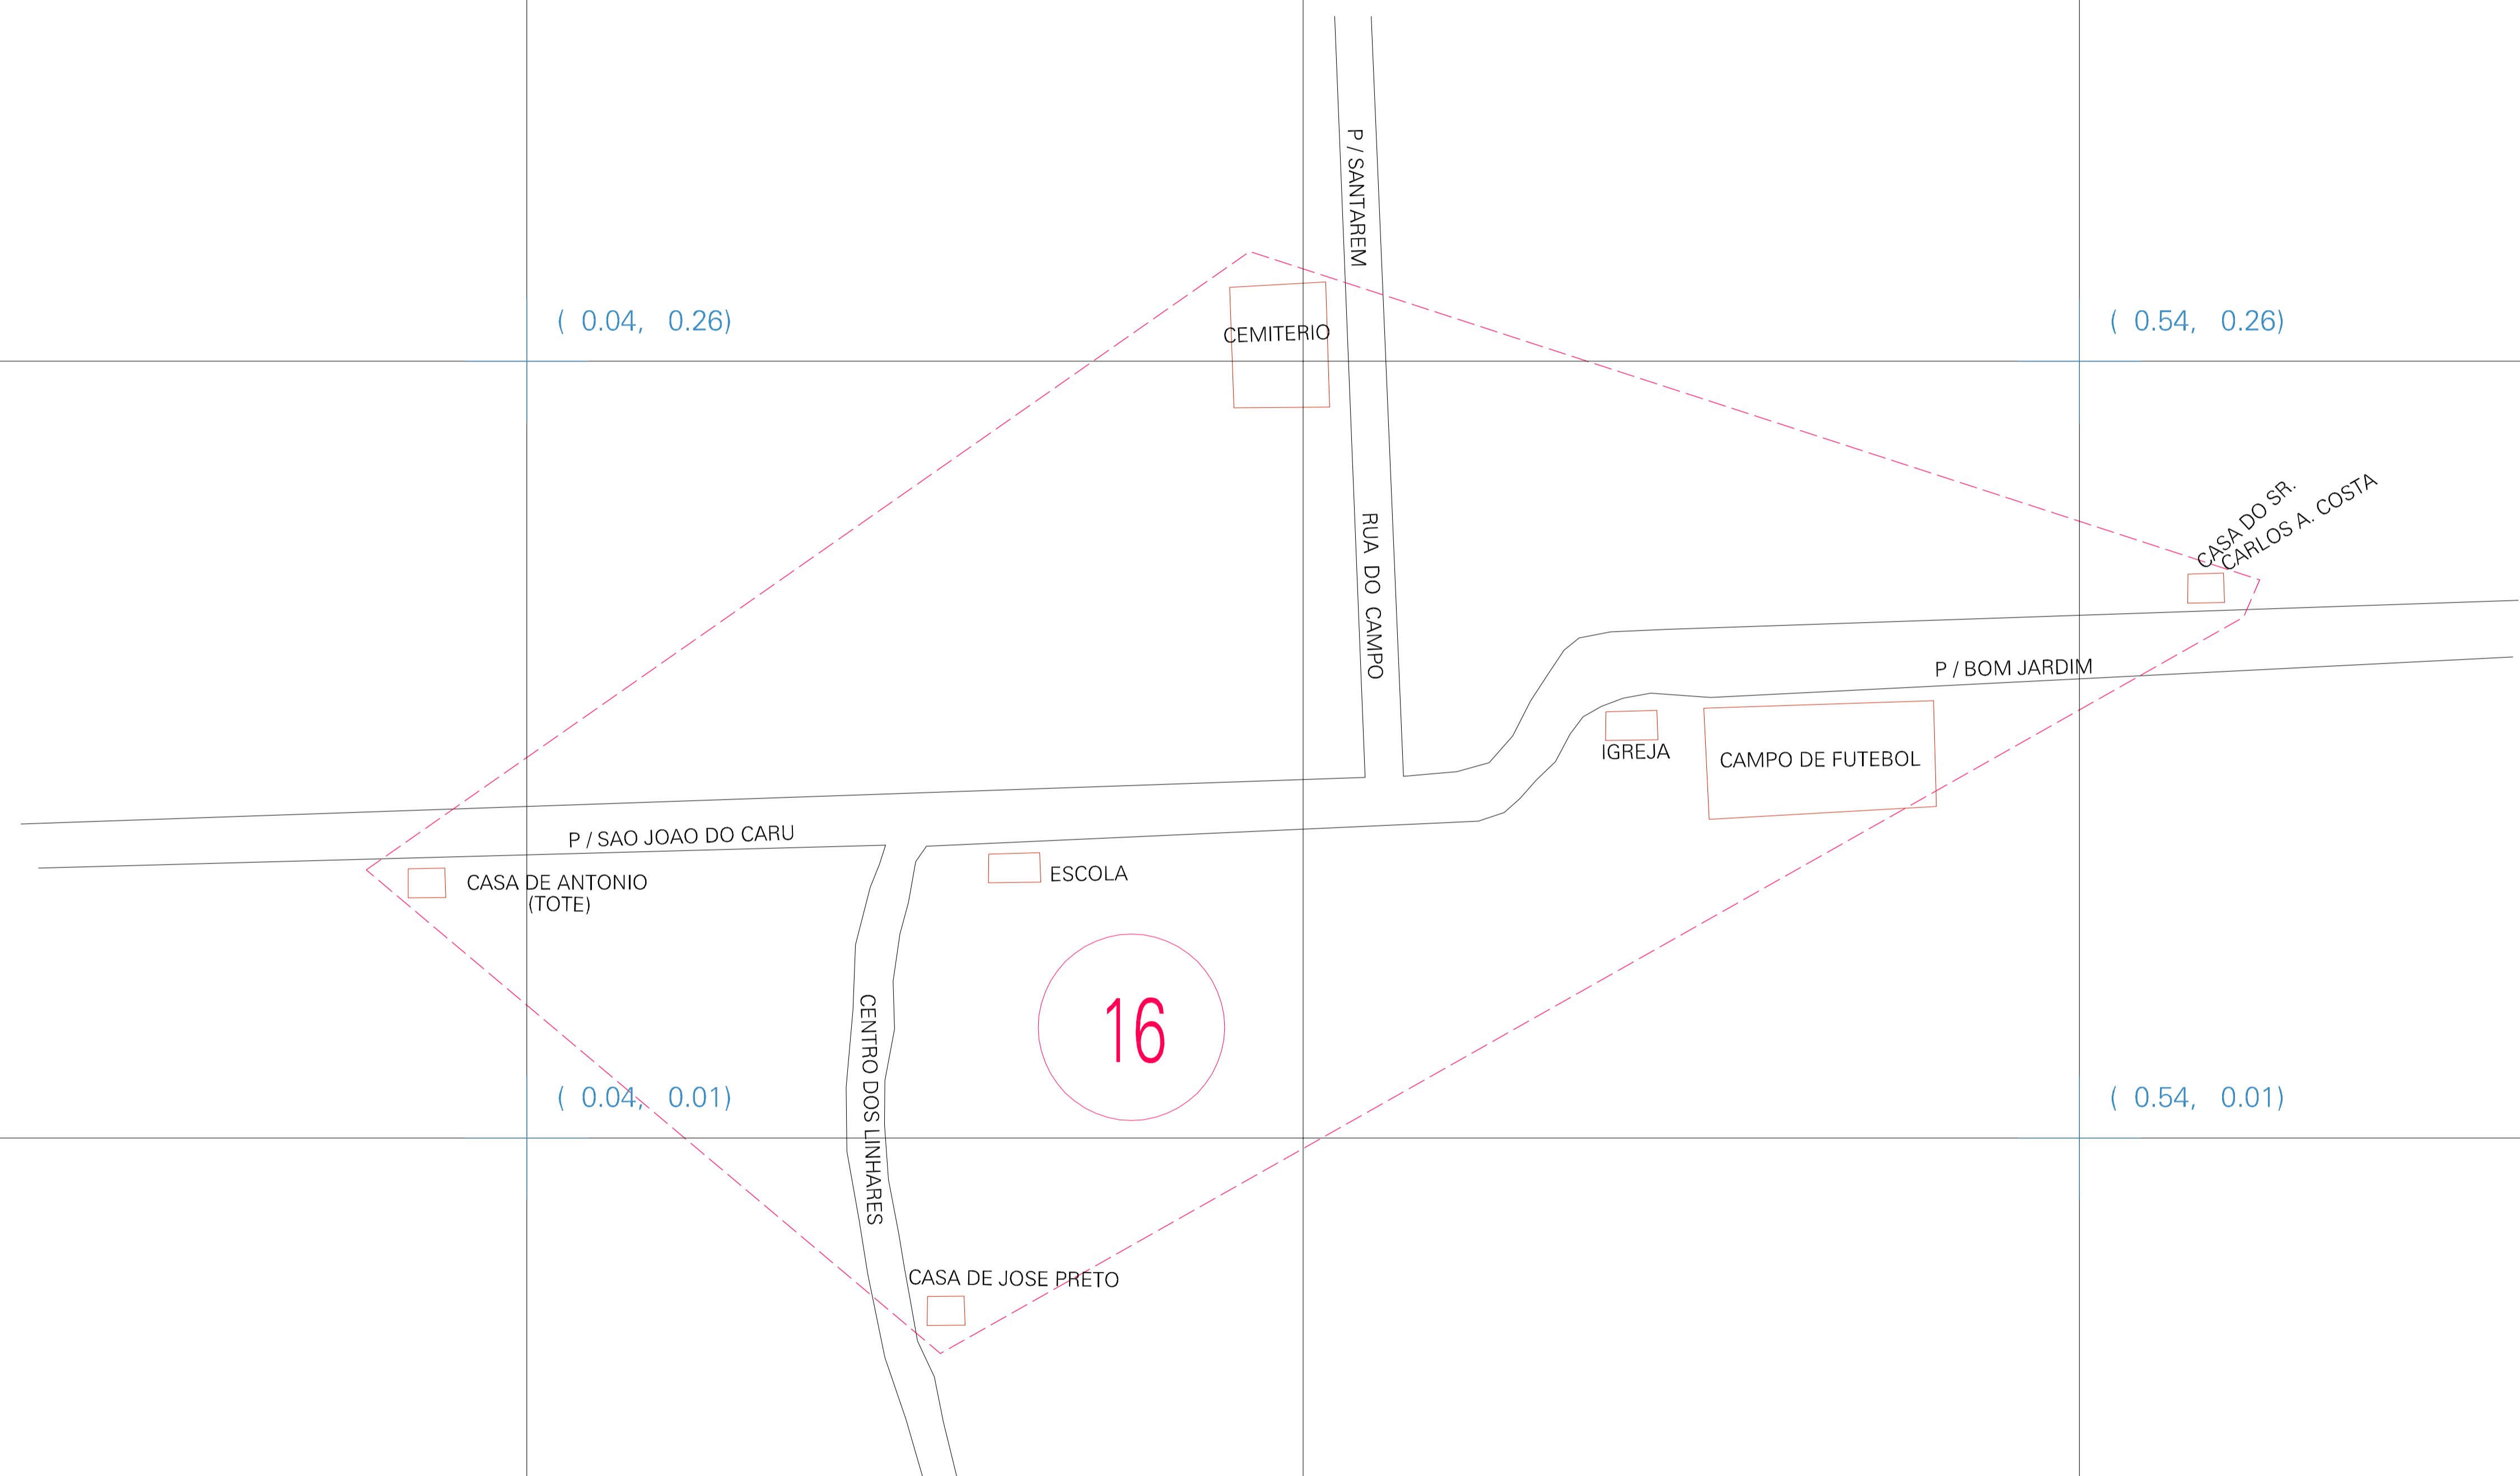 P / SANTAREM
( 0.04, 0.26)
( 0.54, 0.26)
CEMITERIO
CASA DO SR.
CARLOS A. COSTA
RUA DO CAMPO
P / BOM JARDIM
IGREJA
CAMPO DE FUTEBOL
P / SAO JOAO DO CARU
CASA DE ANTONIO
(TOTE)
ESCOLA
16
CENTRO DOS LINHARES
( 0.04, 0.01)
( 0.54, 0.01)
CASA DE JOSE PRETO